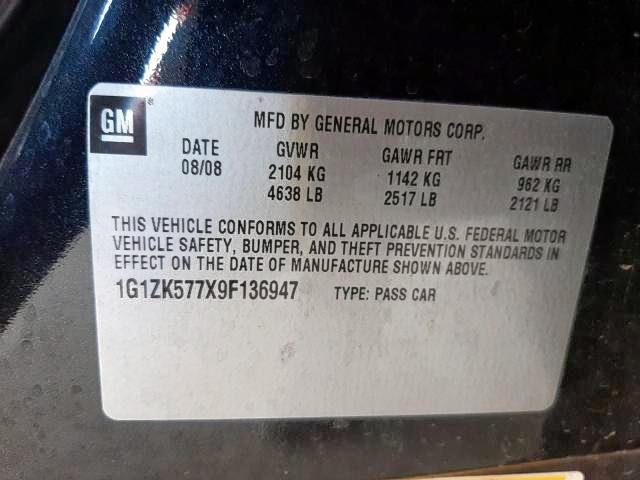 GM
MFD BY GENERAL MOTORS CORP.
DATE GVWR GAWR FRT GAWR RR
08/08 2104 KG 1142 KG 962 KG
4638 LB 2517 LB 2121 LB
THIS VEHICLE CONFORMS TO ALL APPLICABLE U.S. FEDERAL MOTOR
VEHICLE SAFETY, BUMPER, AND THEFT PREVENTION STANDARDS IN
EFFECT ON THE DATE OF MANUFACTURE SHOWN ABOVE.
1G1ZK577X9F136947 TYPE: PASS CAR